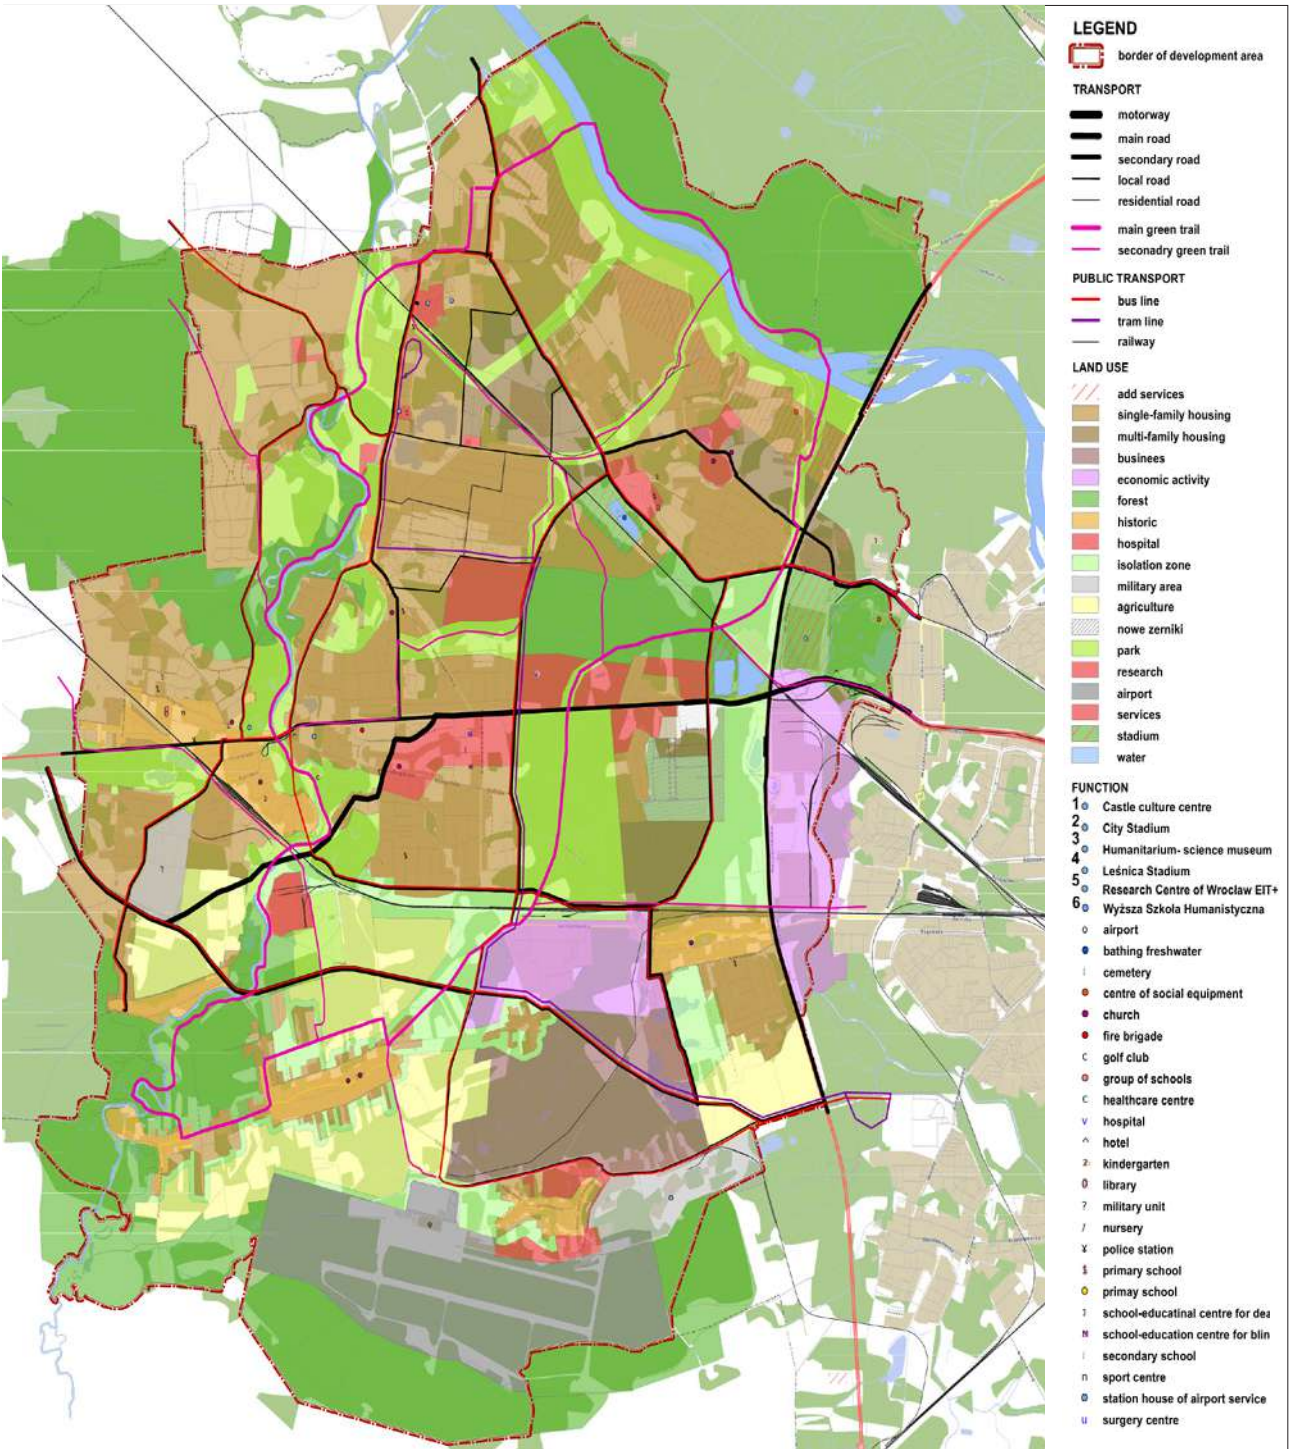 LEGEND
border of development area
TRANSPORT
motorway
main road
secondary road
local road
residential road
main green trail
seconadry green trail
PUBLIC TRANSPORT
bus line
tram line
railway
LAND USE
add services
single-family housing
multi-family housing
businees
economic activity
forest
historic
hospital
isolation zone
military area
agriculture
nowe zerniki
park
research
airport
services
stadium
water
FUNCTION
1 Castle culture centre
2 City Stadium
3 Humanitarium- science museum
4 Leśnica Stadium
5 Research Centre of Wrocław EIT+
6 Wyższa Szkoła Humanistyczna
airport
bathing freshwater
cemetery
centre of social equipment
church
fire brigade
golf club
group of schools
healthcare centre
hospital
hotel
kindergarten
library
military unit
nursery
police station
primary school
primay school
school-educatinal centre for dea
school-education centre for blin
secondary school
sport centre
station house of airport service
surgery centre